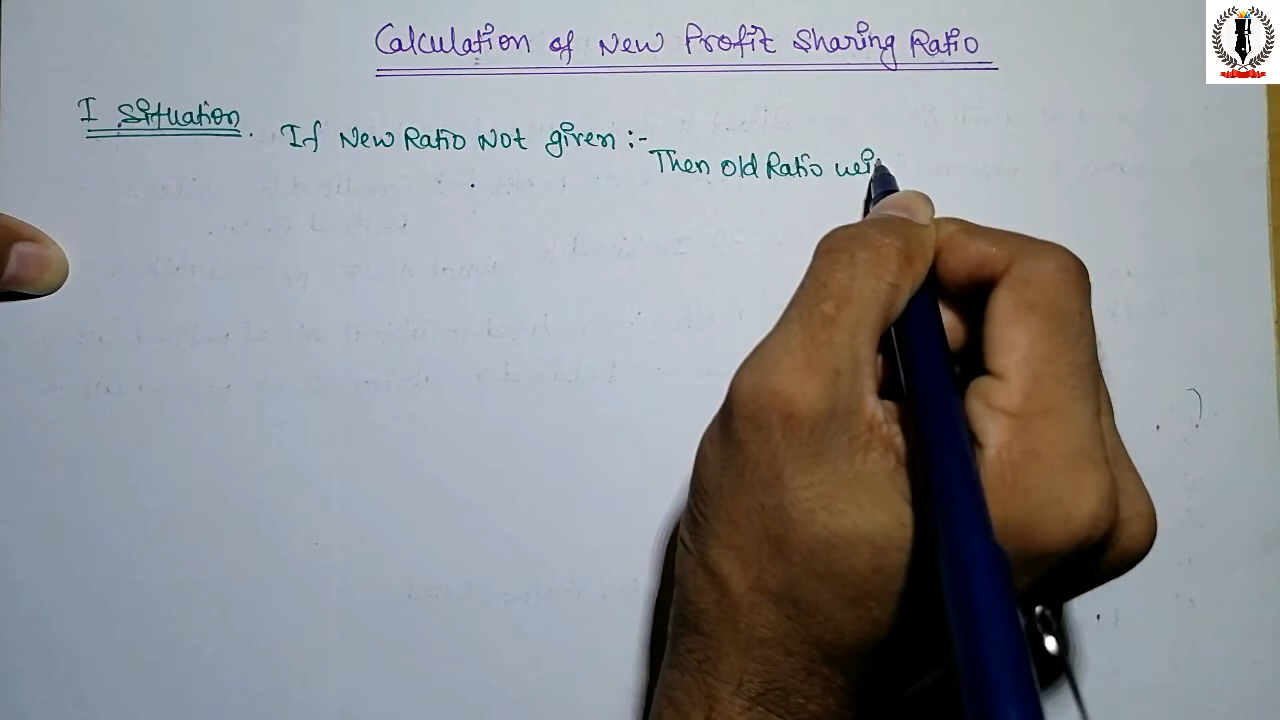 Calculation of New Profit Sharing Ratio
I Situation. If New Ratio Not given :-
Then Old Ratio